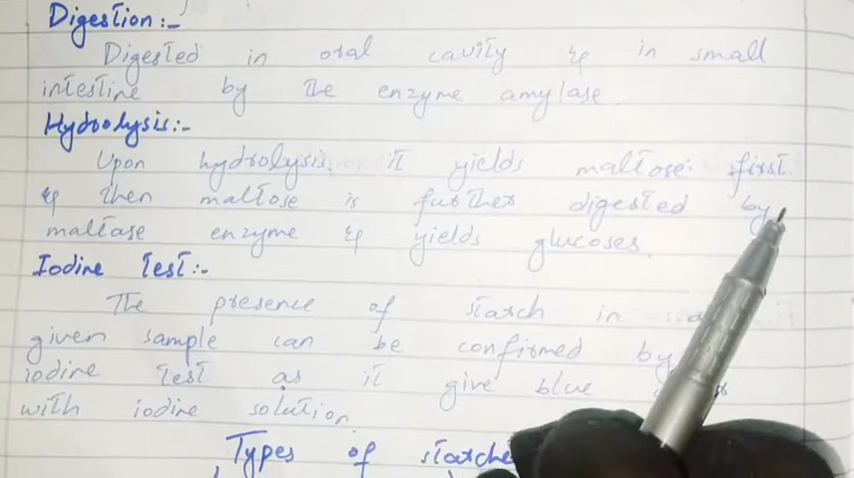 Digestion:-
Digested in oral cavity & in small
intestine by the enzyme amylase
Hydrolysis:-
Upon hydrolysis, it yields maltose first
& then maltose is further digested by
maltase enzyme & yields glucoses.
Iodine Test:-
The presence of starch in
given sample can be confirmed by
iodine test as it give blue
with iodine solution.
Types of starche